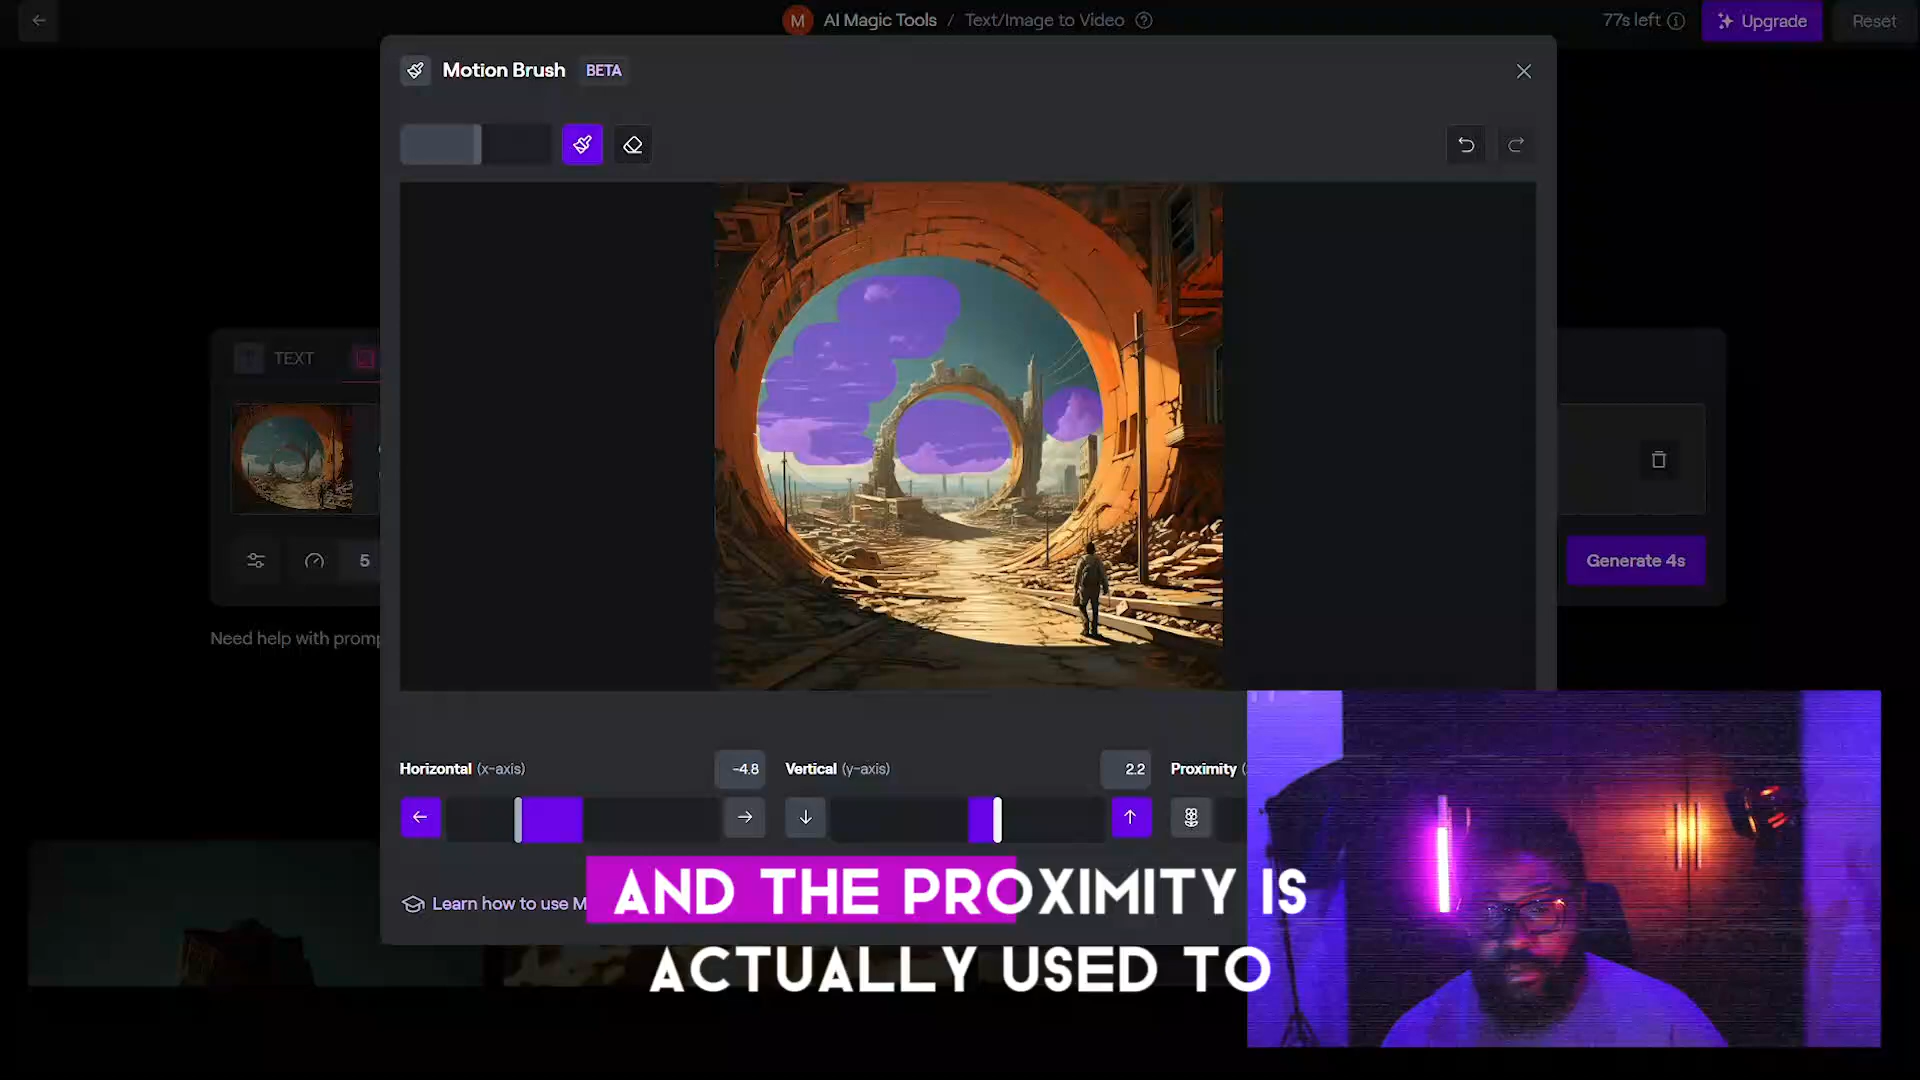 M AI Magic Tools / Text/Image to Video
77s left
Upgrade
Reset
Motion Brush BETA
TEXT
5
Generate 4s
Need help with promp
Horizontal (x-axis) -4.8
Vertical (y-axis) 2.2
Proximity (
Learn how to use M
AND THE PROXIMITY IS
ACTUALLY USED TO